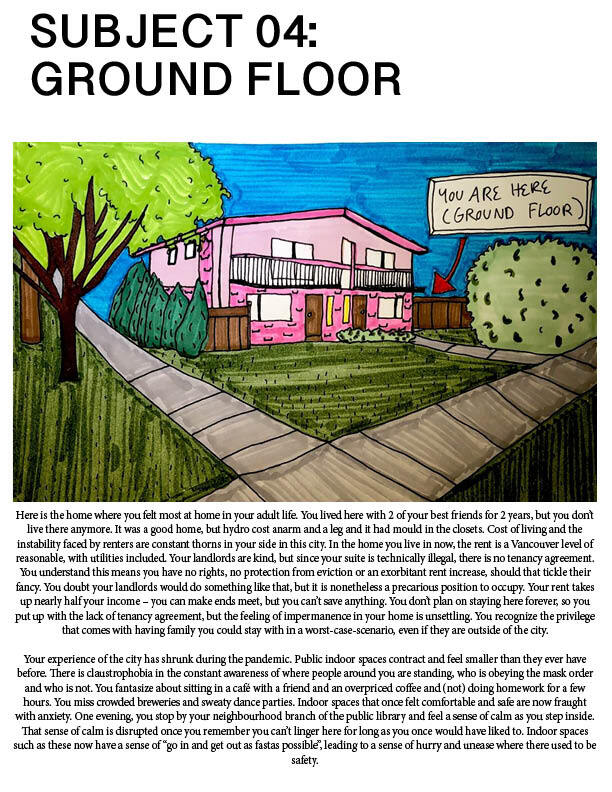 SUBJECT 04:
GROUND FLOOR
YOU ARE HERE
(GROUND FLOOR)
Here is the home where you felt most at home in your adult life. You lived here with 2 of your best friends for 2 years, but you don't
live there anymore. It was a good home, but hydro cost anarm and a leg and it had mould in the closets. Cost of living and the
instability faced by renters are constant thorns in your side in this city. In the home you live in now, the rent is a Vancouver level of
reasonable, with utilities included. Your landlords are kind, but since your suite is technically illegal, there is no tenancy agreement.
You understand this means you have no rights, no protection from eviction or an exorbitant rent increase, should that tickle their
fancy. You doubt your landlords would do something like that, but it is nonetheless a precarious position to occupy. Your rent takes
up nearly half your income – you can make ends meet, but you can't save anything. You don't plan on staying here forever, so you
put up with the lack of tenancy agreement, but the feeling of impermanence in your home is unsettling. You recognize the privilege
that comes with having family you could stay with in a worst-case-scenario, even if they are outside of the city.
Your experience of the city has shrunk during the pandemic. Public indoor spaces contract and feel smaller than they ever have
before. There is claustrophobia in the constant awareness of where people around you are standing, who is obeying the mask order
and who is not. You fantasize about sitting in a café with a friend and an overpriced coffee and (not) doing homework for a few
hours. You miss crowded breweries and sweaty dance parties. Indoor spaces that once felt comfortable and safe are now fraught
with anxiety. One evening, you stop by your neighbourhood branch of the public library and feel a sense of calm as you step inside.
That sense of calm is disrupted once you remember you can't linger here for long as you once would have liked to. Indoor spaces
such as these now have a sense of "go in and get out as fastas possible", leading to a sense of hurry and unease where there used to be
safety.